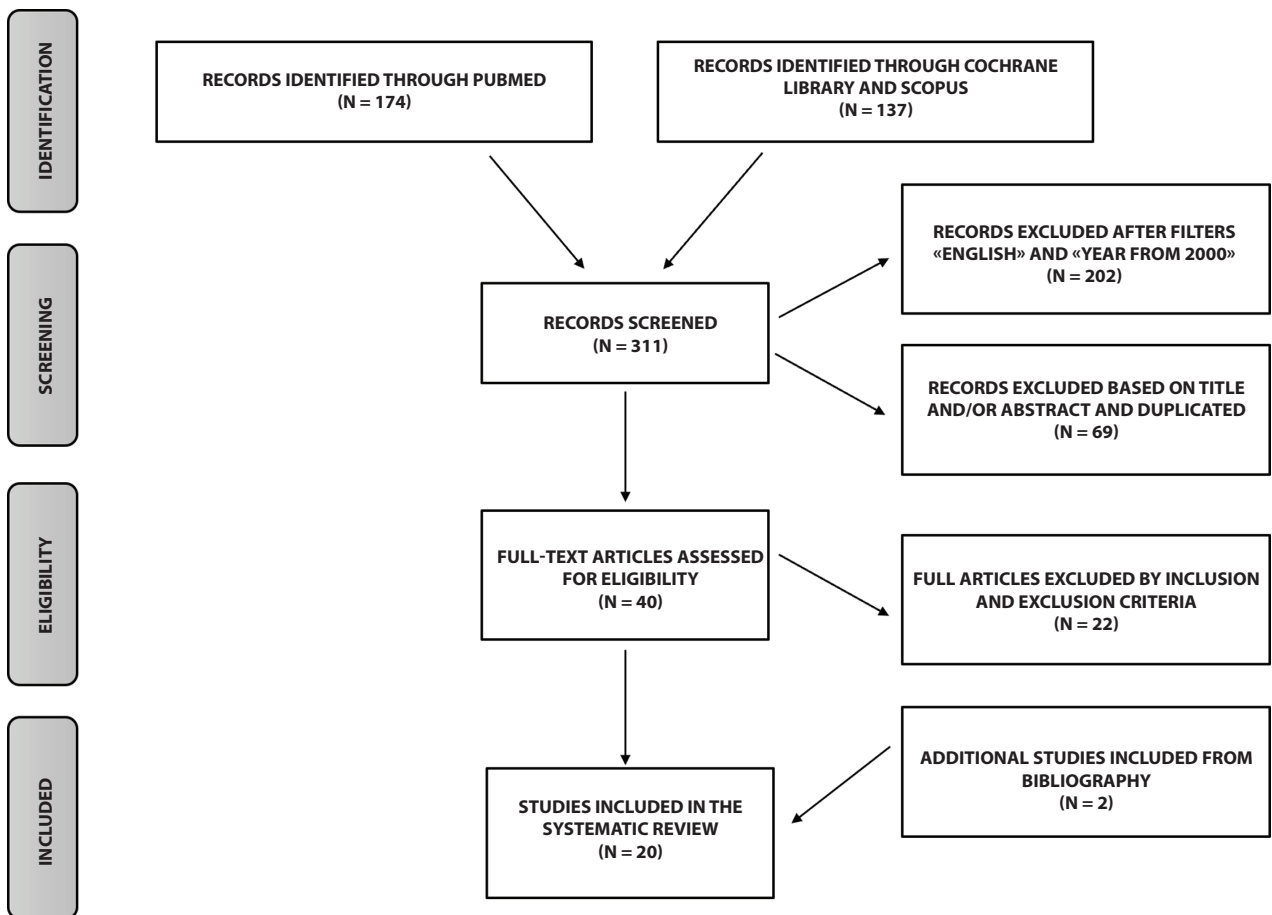 IDENTIFICATION
RECORDS IDENTIFIED THROUGH PUBMED
(N = 174)
RECORDS IDENTIFIED THROUGH COCHRANE
LIBRARY AND SCOPUS
(N = 137)
SCREENING
RECORDS SCREENED
(N = 311)
RECORDS EXCLUDED AFTER FILTERS
«ENGLISH» AND «YEAR FROM 2000»
(N = 202)
RECORDS EXCLUDED BASED ON TITLE
AND/OR ABSTRACT AND DUPLICATED
(N = 69)
ELIGIBILITY
FULL-TEXT ARTICLES ASSESSED
FOR ELIGIBILITY
(N = 40)
FULL ARTICLES EXCLUDED BY INCLUSION
AND EXCLUSION CRITERIA
(N = 22)
INCLUDED
STUDIES INCLUDED IN THE
SYSTEMATIC REVIEW
(N = 20)
ADDITIONAL STUDIES INCLUDED FROM
BIBLIOGRAPHY
(N = 2)